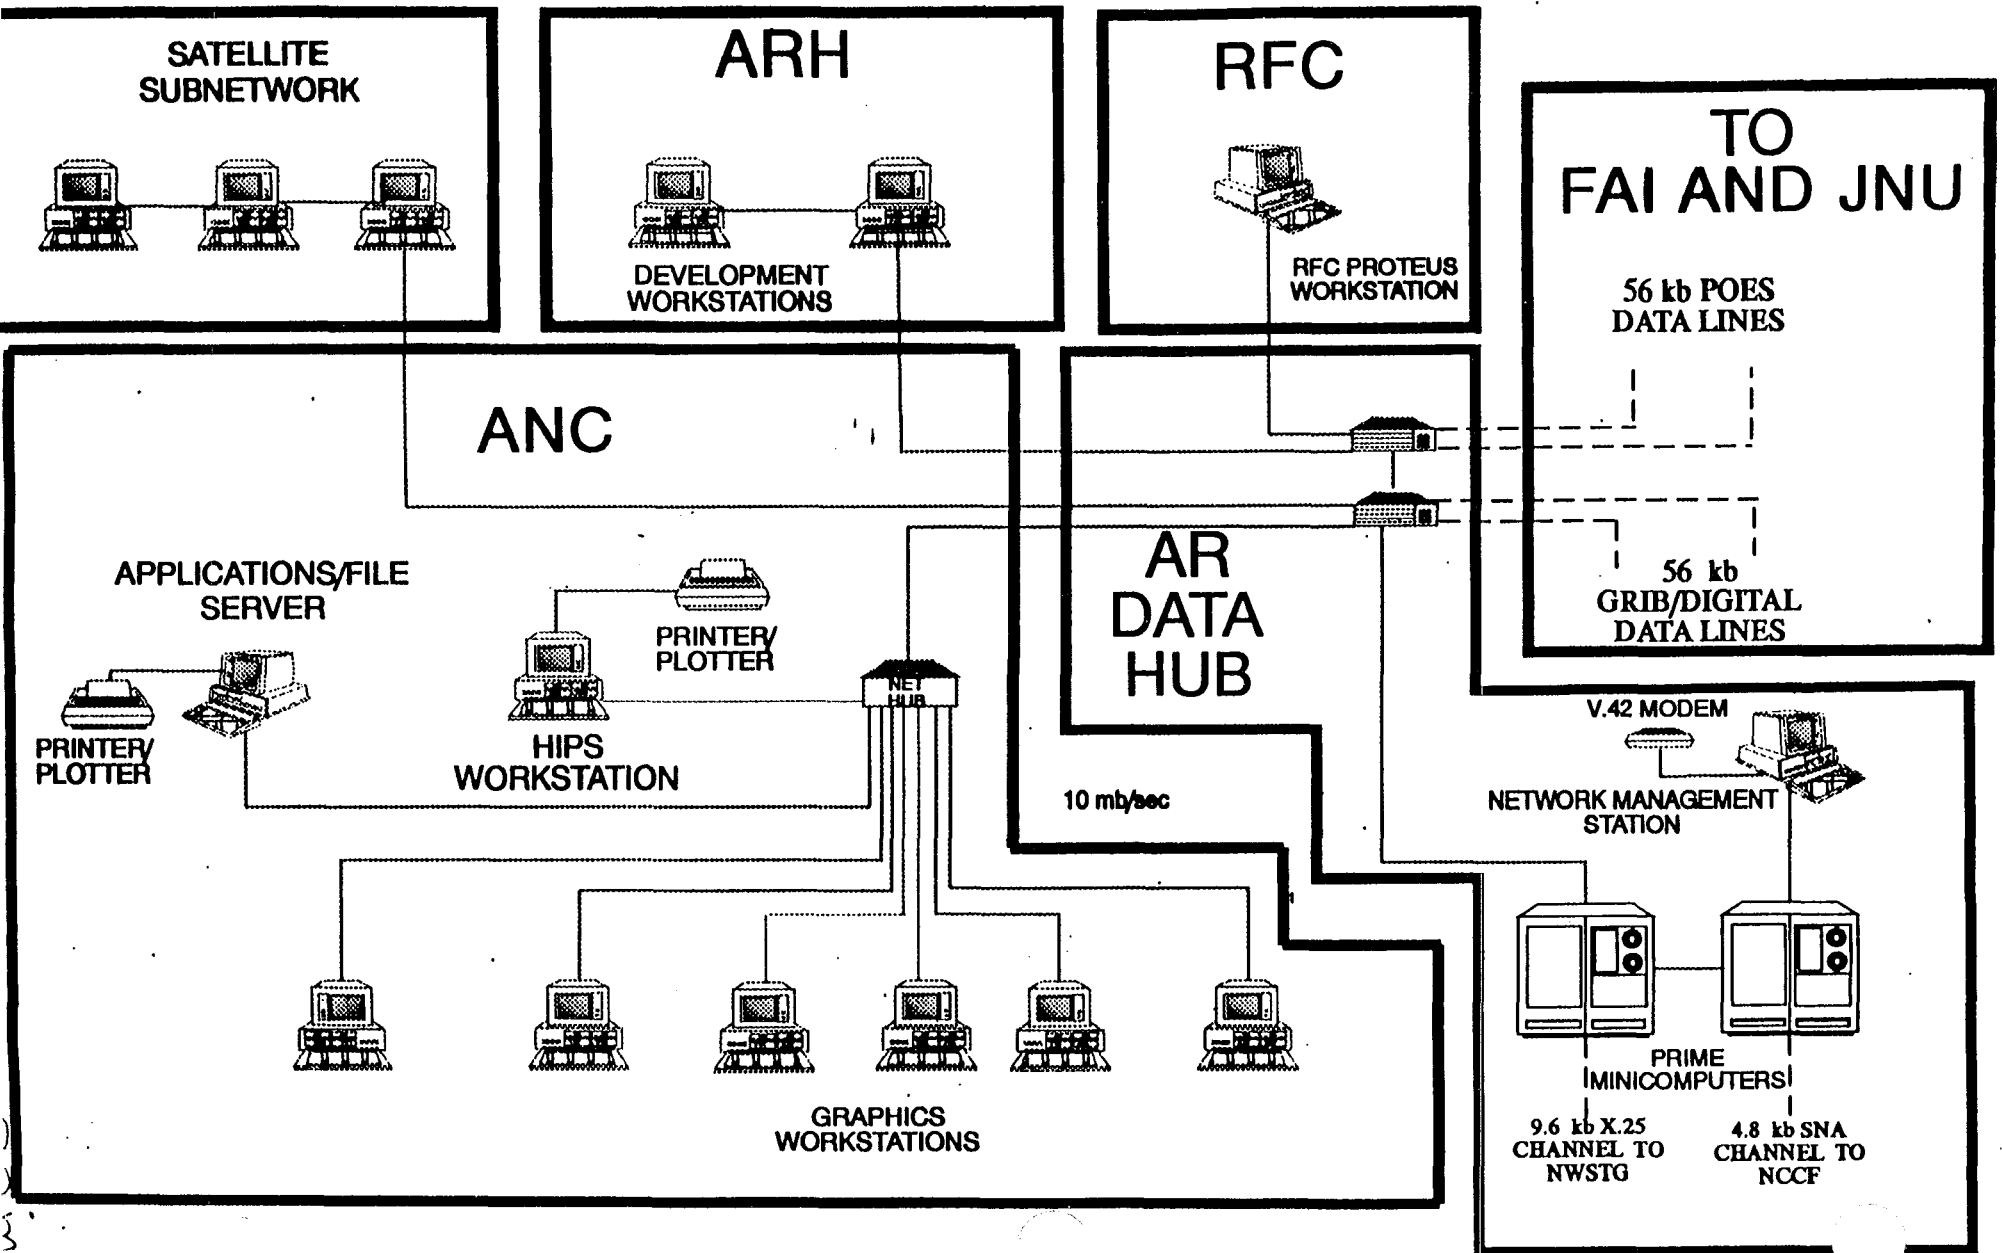 SATELLITE
SUBNETWORK
ARH
DEVELOPMENT
WORKSTATIONS
RFC
RFC PROTEUS
WORKSTATION
TO
FAI AND JNU
56 kb POES
DATA LINES
56 kb
GRIB/DIGITAL
DATA LINES
ANC
APPLICATIONS/FILE
SERVER
PRINTER/
PLOTTER
PRINTER/
PLOTTER
HIPS
WORKSTATION
NET
HUB
GRAPHICS
WORKSTATIONS
AR
DATA
HUB
10 mb/sec
V.42 MODEM
NETWORK MANAGEMENT
STATION
PRIME
MINICOMPUTERS
9.6 kb X.25
CHANNEL TO
NWSTG
4.8 kb SNA
CHANNEL TO
NCCF